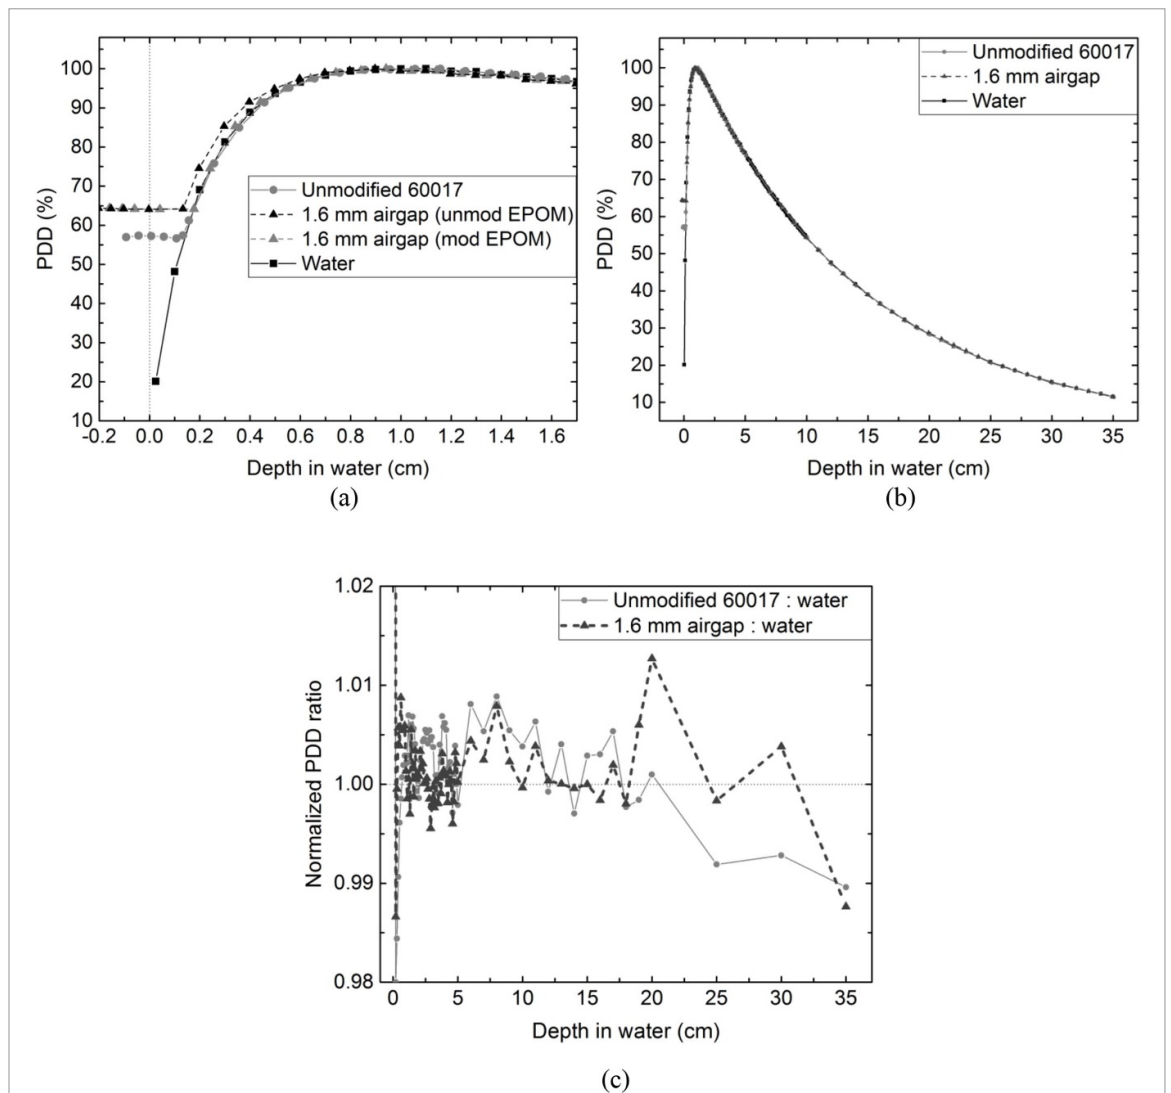 100
90
80
70
60
50
40
30
20
10
PDD (%)
Unmodified 60017
1.6 mm airgap (unmod EPOM)
1.6 mm airgap (mod EPOM)
Water
-0.2 0.0 0.2 0.4 0.6 0.8 1.0 1.2 1.4 1.6
Depth in water (cm)
(a)
100
90
80
70
60
50
40
30
20
10
PDD (%)
Unmodified 60017
1.6 mm airgap
Water
0 5 10 15 20 25 30 35
Depth in water (cm)
(b)
1.02
1.01
1.00
0.99
0.98
Normalized PDD ratio
Unmodified 60017 : water
1.6 mm airgap : water
0 5 10 15 20 25 30 35
Depth in water (cm)
(c)